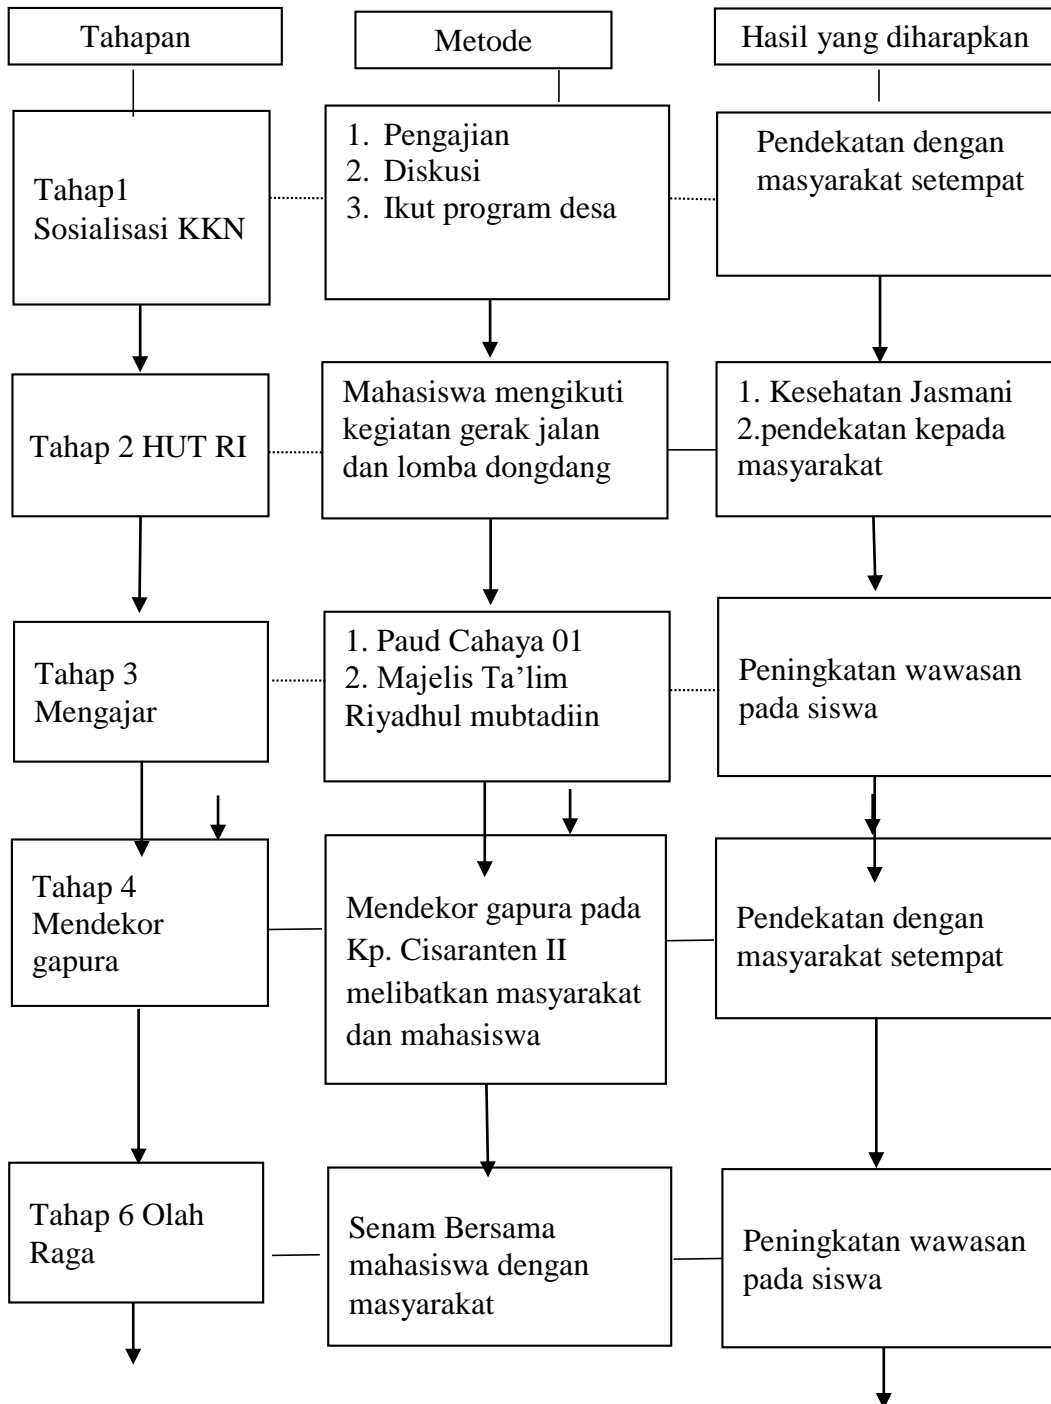 Tahapan
Metode
Hasil yang diharapkan
Tahap1
Sosialisasi KKN
1. Pengajian
2. Diskusi
3. Ikut program desa
Pendekatan dengan
masyarakat setempat
Tahap 2 HUT RI
Mahasiswa mengikuti
kegiatan gerak jalan
dan lomba dongdang
1. Kesehatan Jasmani
2.pendekatan kepada
masyarakat
Tahap 3
Mengajar
1. Paud Cahaya 01
2. Majelis Ta’lim
Riyadhul mubtadiin
Peningkatan wawasan
pada siswa
Tahap 4
Mendekor
gapura
Mendekor gapura pada
Kp. Cisaranten II
melibatkan masyarakat
dan mahasiswa
Pendekatan dengan
masyarakat setempat
Tahap 6 Olah
Raga
Senam Bersama
mahasiswa dengan
masyarakat
Peningkatan wawasan
pada siswa